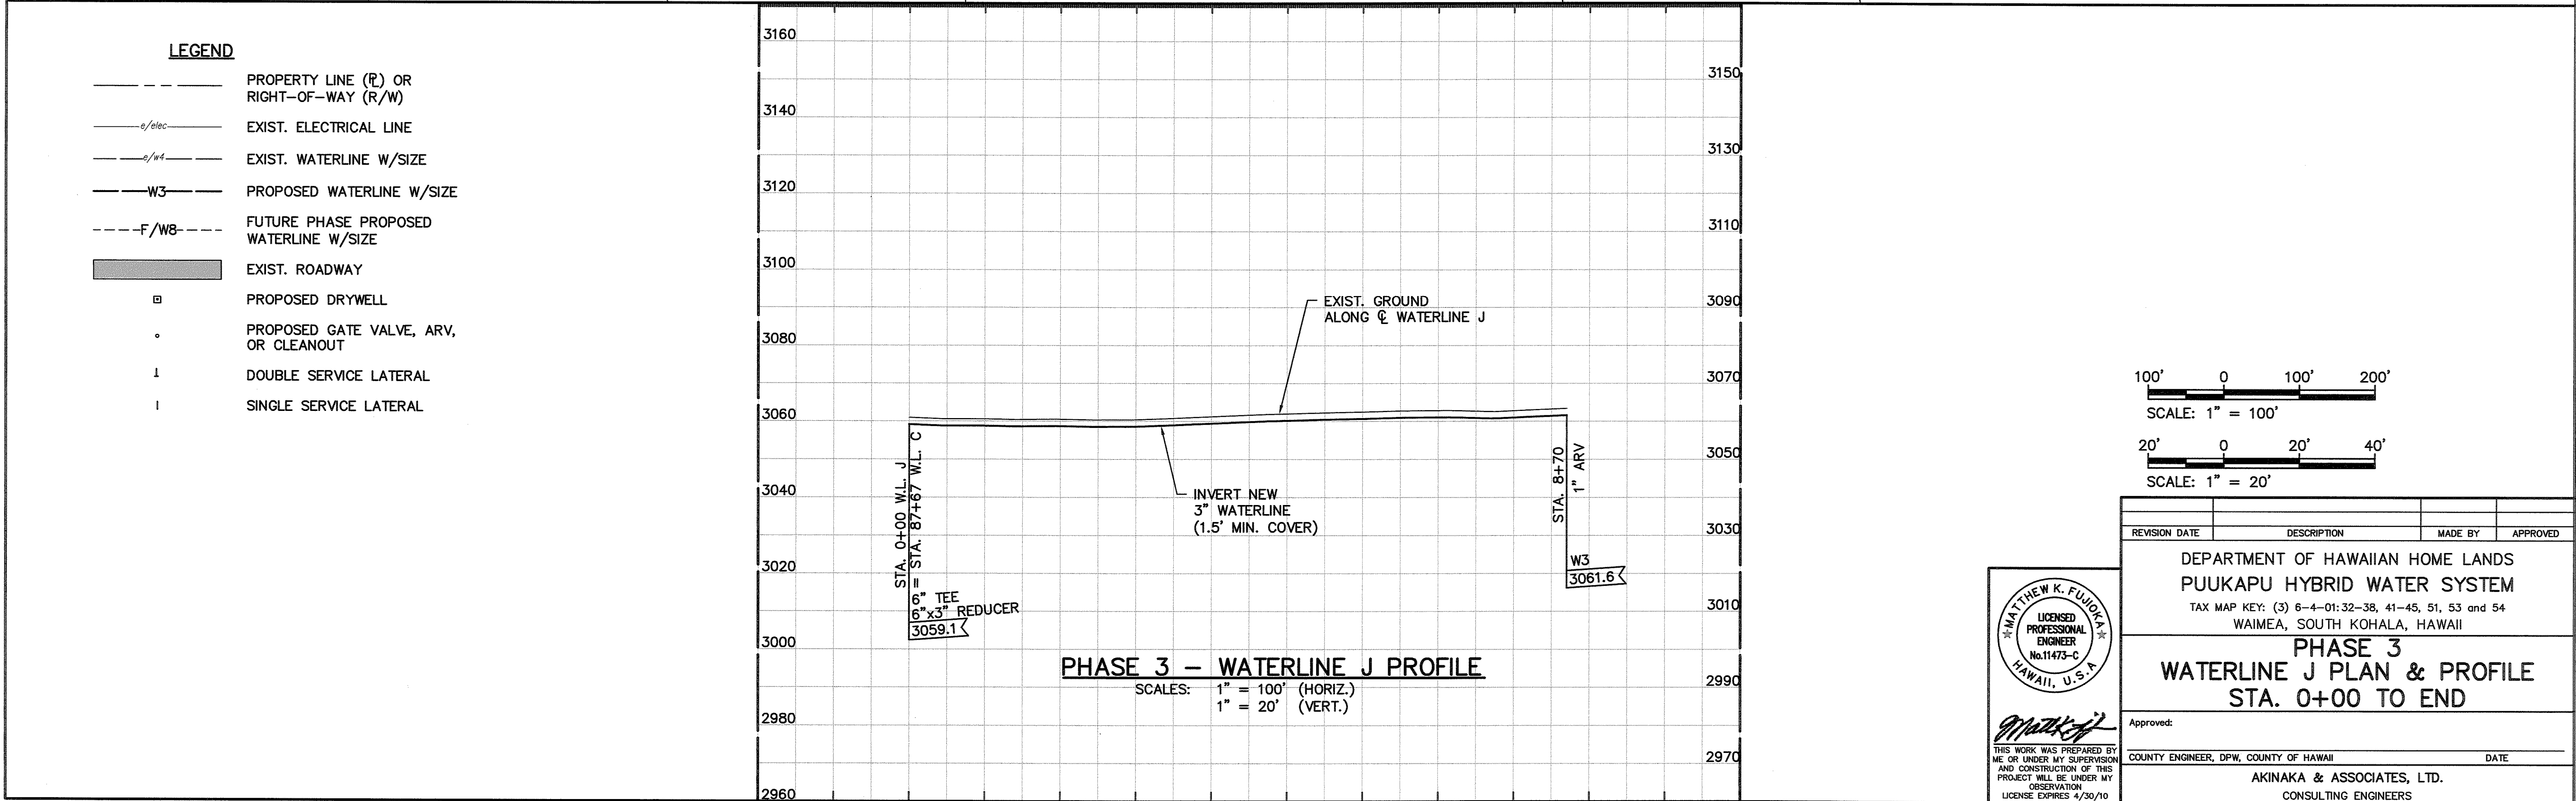 LEGEND
PROPERTY LINE (℄) OR
RIGHT-OF-WAY (R/W)
e/elec
EXIST. ELECTRICAL LINE
e/w4
EXIST. WATERLINE W/SIZE
W3
PROPOSED WATERLINE W/SIZE
F/W8
FUTURE PHASE PROPOSED
WATERLINE W/SIZE
EXIST. ROADWAY
PROPOSED DRYWELL
PROPOSED GATE VALVE, ARV,
OR CLEANOUT
DOUBLE SERVICE LATERAL
SINGLE SERVICE LATERAL
3160
3150
3140
3130
3120
3110
3100
3090
3080
3070
3060
3050
3040
3030
3020
3010
3000
2990
2980
2970
2960
EXIST. GROUND
ALONG ℄ WATERLINE J
INVERT NEW
3" WATERLINE
(1.5' MIN. COVER)
STA. 0+00 W.L. J
= STA. 87+67 W.L. C
6" TEE
6"x3" REDUCER
3059.1
STA. 8+70
1" ARV
W3
3061.6
PHASE 3 - WATERLINE J PROFILE
SCALES: 1" = 100' (HORIZ.)
1" = 20' (VERT.)
100' 0 100' 200'
SCALE: 1" = 100'
20' 0 20' 40'
SCALE: 1" = 20'
REVISION DATE DESCRIPTION MADE BY APPROVED
DEPARTMENT OF HAWAIIAN HOME LANDS
PUUKAPU HYBRID WATER SYSTEM
TAX MAP KEY: (3) 6-4-01:32-38, 41-45, 51, 53 and 54
WAIMEA, SOUTH KOHALA, HAWAII
PHASE 3
WATERLINE J PLAN & PROFILE
STA. 0+00 TO END
Approved:
COUNTY ENGINEER, DPW, COUNTY OF HAWAII DATE
AKINAKA & ASSOCIATES, LTD.
CONSULTING ENGINEERS
MATTHEW K. FUJIOKA
LICENSED
PROFESSIONAL
ENGINEER
No.11473-C
HAWAII, U.S.A
THIS WORK WAS PREPARED BY
ME OR UNDER MY SUPERVISION
AND CONSTRUCTION OF THIS
PROJECT WILL BE UNDER MY
OBSERVATION
LICENSE EXPIRES 4/30/10